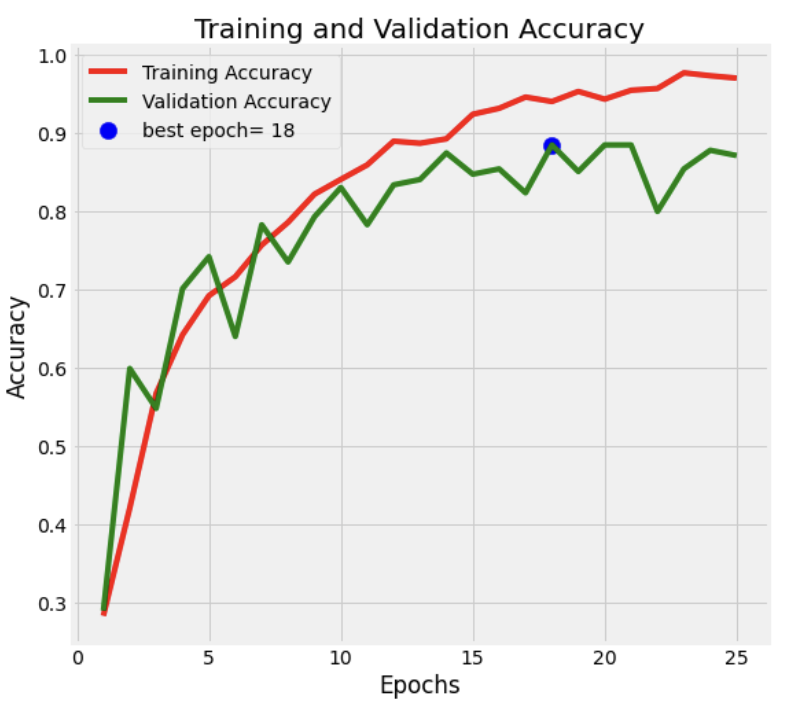 Training and Validation Accuracy
1.0
Training Accuracy
Validation Accuracy
best epoch= 18
0.9
0.8
0.7
0.6
0.5
0.4
0.3
Accuracy
0 5 10 15 20 25
Epochs